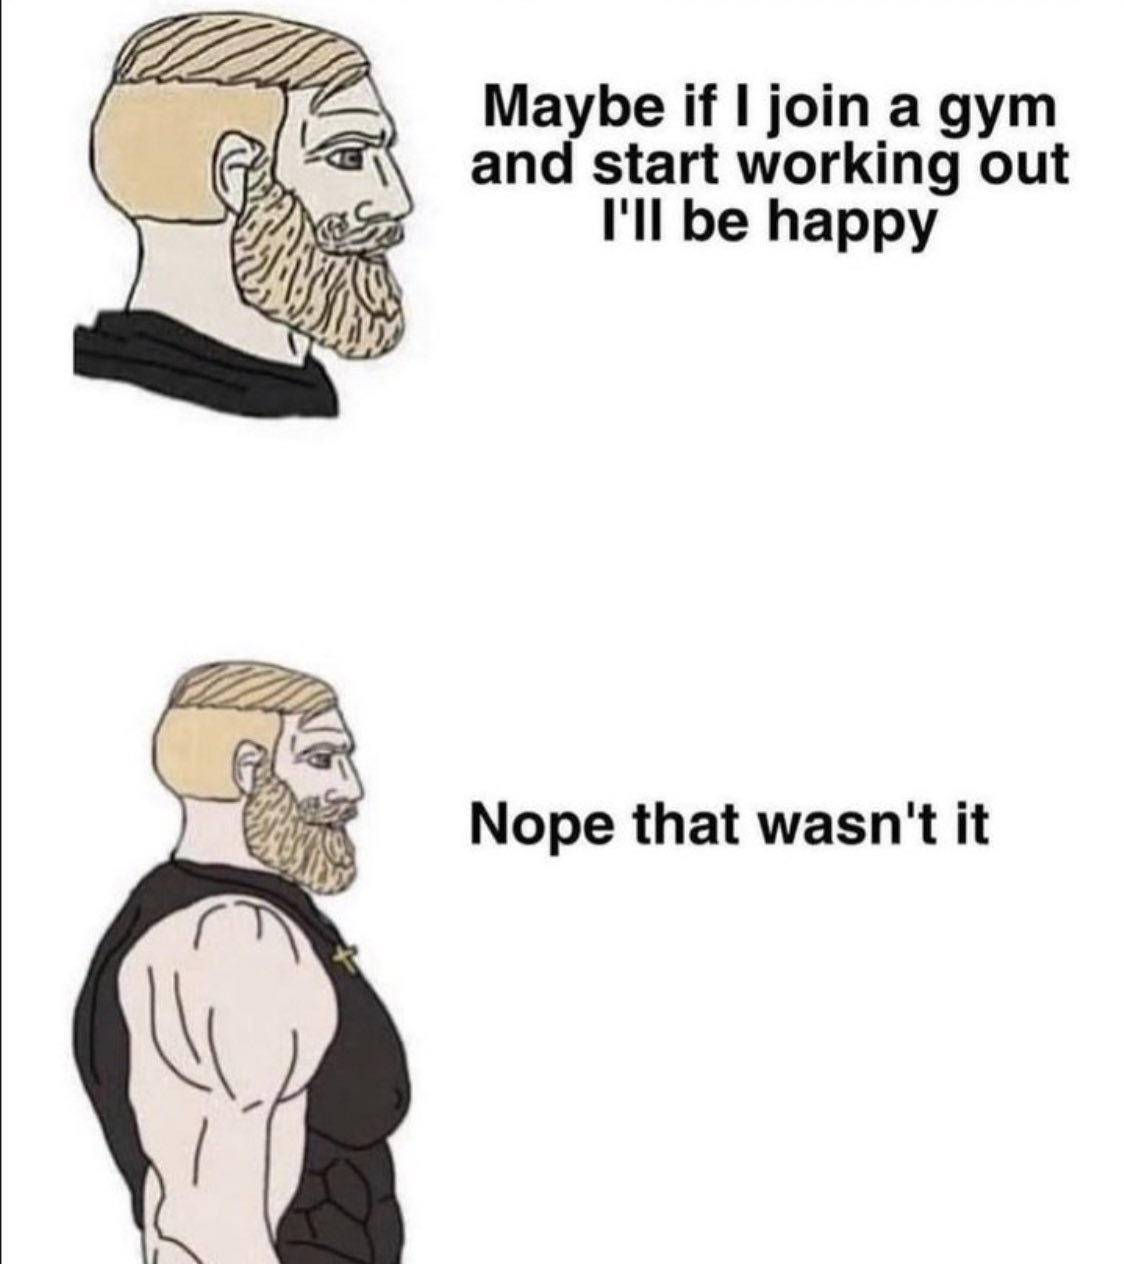 Maybe if I join a gym
and start working out
I'll be happy
Nope that wasn't it